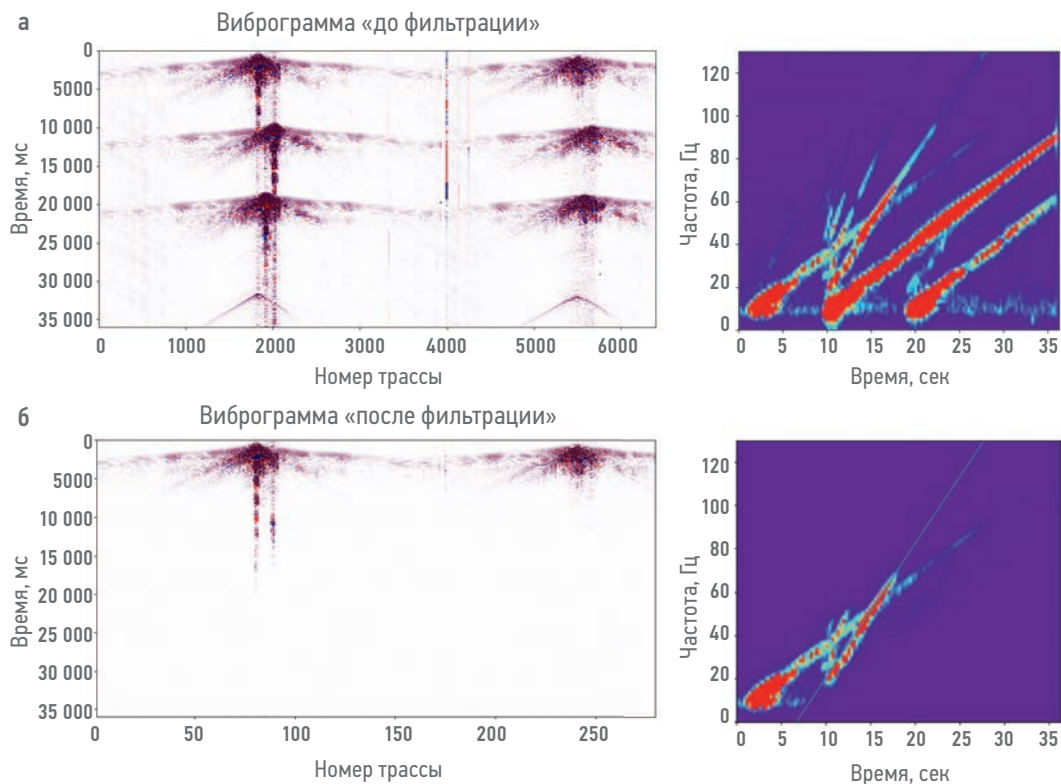 а
Виброграмма «до фильтрации»
0
5000
10 000
15 000
20 000
25 000
30 000
35 000
Время, мс
0 1000 2000 3000 4000 5000 6000
Номер трассы
120
100
80
60
40
20
0
Частота, Гц
0 5 10 15 20 25 30 35
Время, сек
б
Виброграмма «после фильтрации»
0
5000
10 000
15 000
20 000
25 000
30 000
35 000
Время, мс
0 50 100 150 200 250
Номер трассы
120
100
80
60
40
20
0
Частота, Гц
0 5 10 15 20 25 30 35
Время, сек